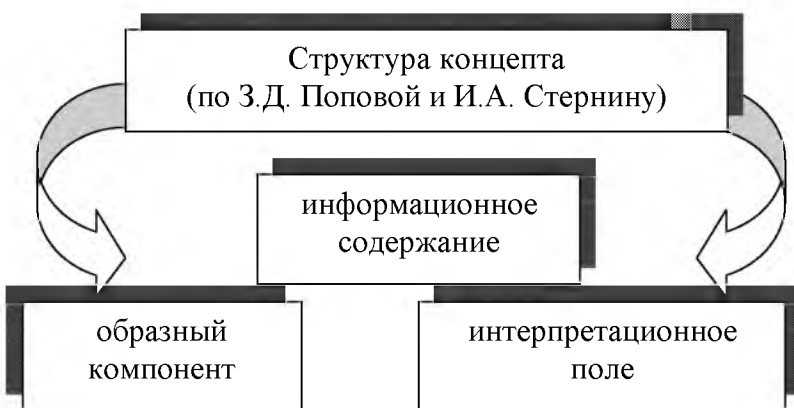 Структура концепта
(по З.Д. Поповой и И.А. Стернину)
информационное
содержание
образный
компонент
интерпретационное
поле